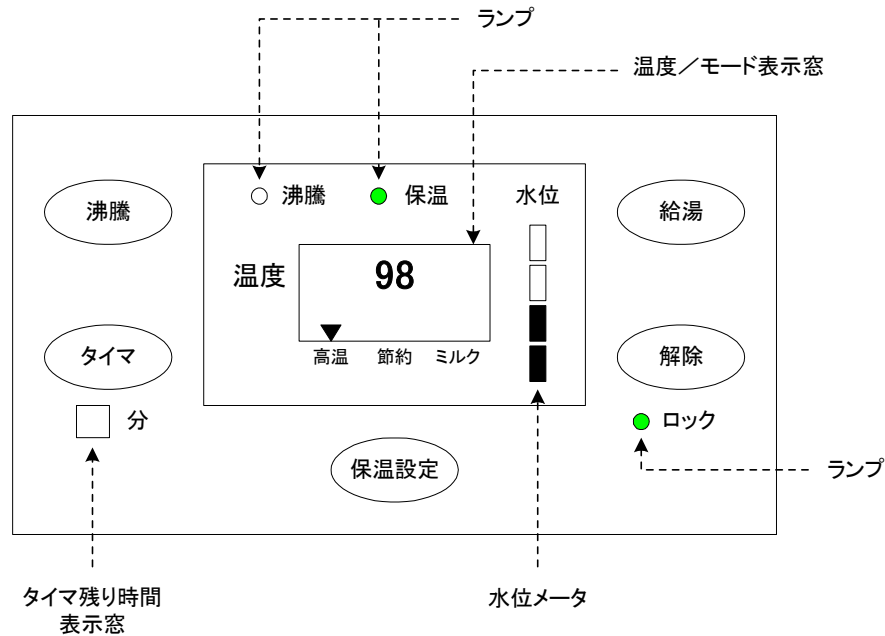 ランプ
温度／モード表示窓
沸騰
沸騰
保温
水位
給湯
温度
98
高温
節約
ミルク
タイマ
解除
分
ロック
保温設定
ランプ
タイマ残り時間
表示窓
水位メータ